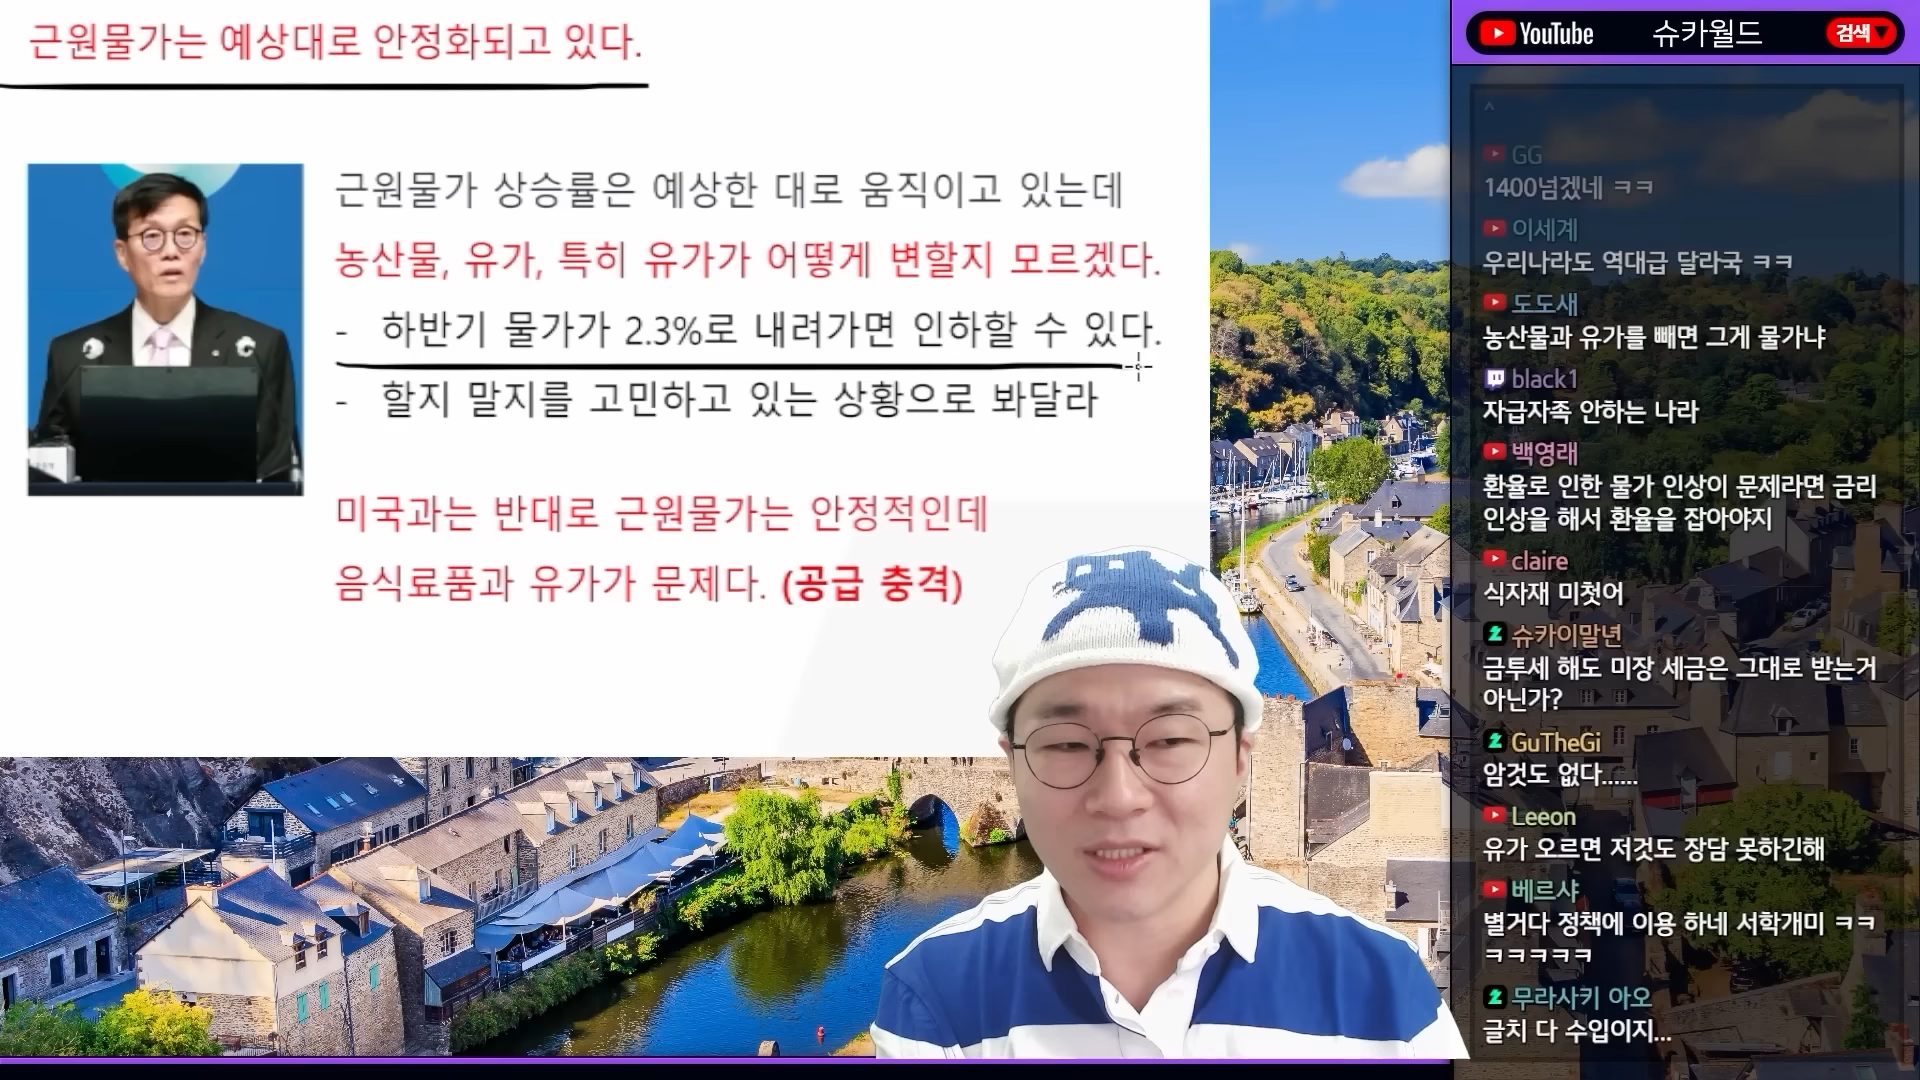 근원물가는 예상대로 안정화되고 있다.
근원물가 상승률은 예상한 대로 움직이고 있는데
농산물, 유가, 특히 유가가 어떻게 변할지 모르겠다.
- 하반기 물가가 2.3%로 내려가면 인하할 수 있다.
- 할지 말지를 고민하고 있는 상황으로 봐달라
미국과는 반대로 근원물가는 안정적인데
음식료품과 유가가 문제다. (공급 충격)
YouTube 슈카월드 검색
^
GG
1400넘겠네 ㅋㅋ
이세계
우리나라도 역대급 달라국 ㅋㅋ
도도새
농산물과 유가를 빼면 그게 물가냐
black1
자급자족 안하는 나라
백영래
환율로 인한 물가 인상이 문제라면 금리
인상을 해서 환율을 잡아야지
claire
식자재 미첫어
슈카이말년
금투세 해도 미장 세금은 그대로 받는거
아닌가?
GuTheGi
암것도 없다......
Leeon
유가 오르면 저것도 장담 못하긴해
베르샤
별거다 정책에 이용 하네 서학개미 ㅋㅋ
ㅋㅋㅋㅋㅋ
무라사키 아오
글치 다 수입이지...